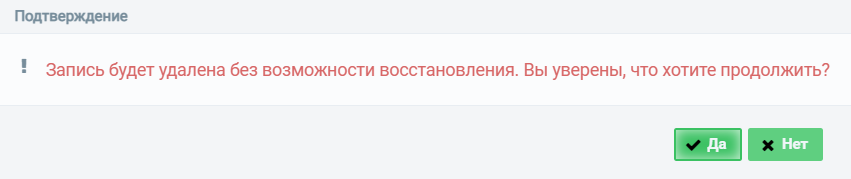 Подтверждение
! Запись будет удалена без возможности восстановления. Вы уверены, что хотите продолжить?
Да Нет